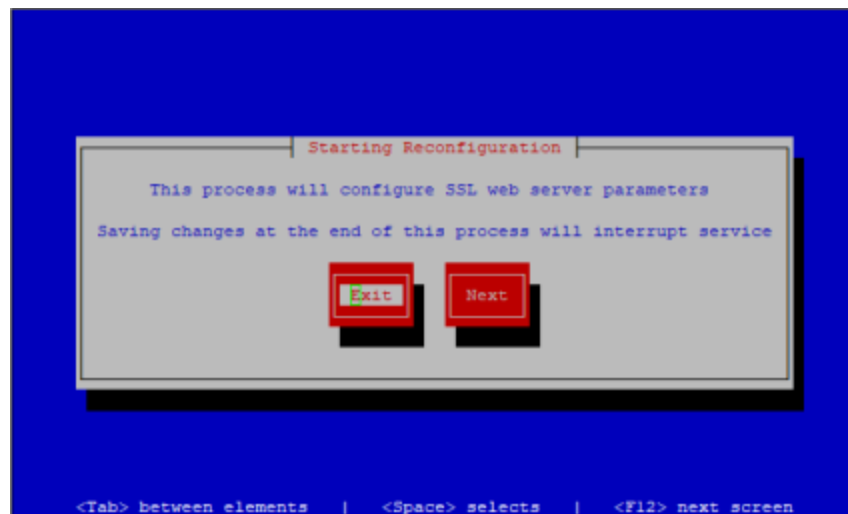 Starting Reconfiguration
This process will configure SSL web server parameters
Saving changes at the end of this process will interrupt service
Exit Next
<Tab> between elements | <Space> selects | <F12> next screen